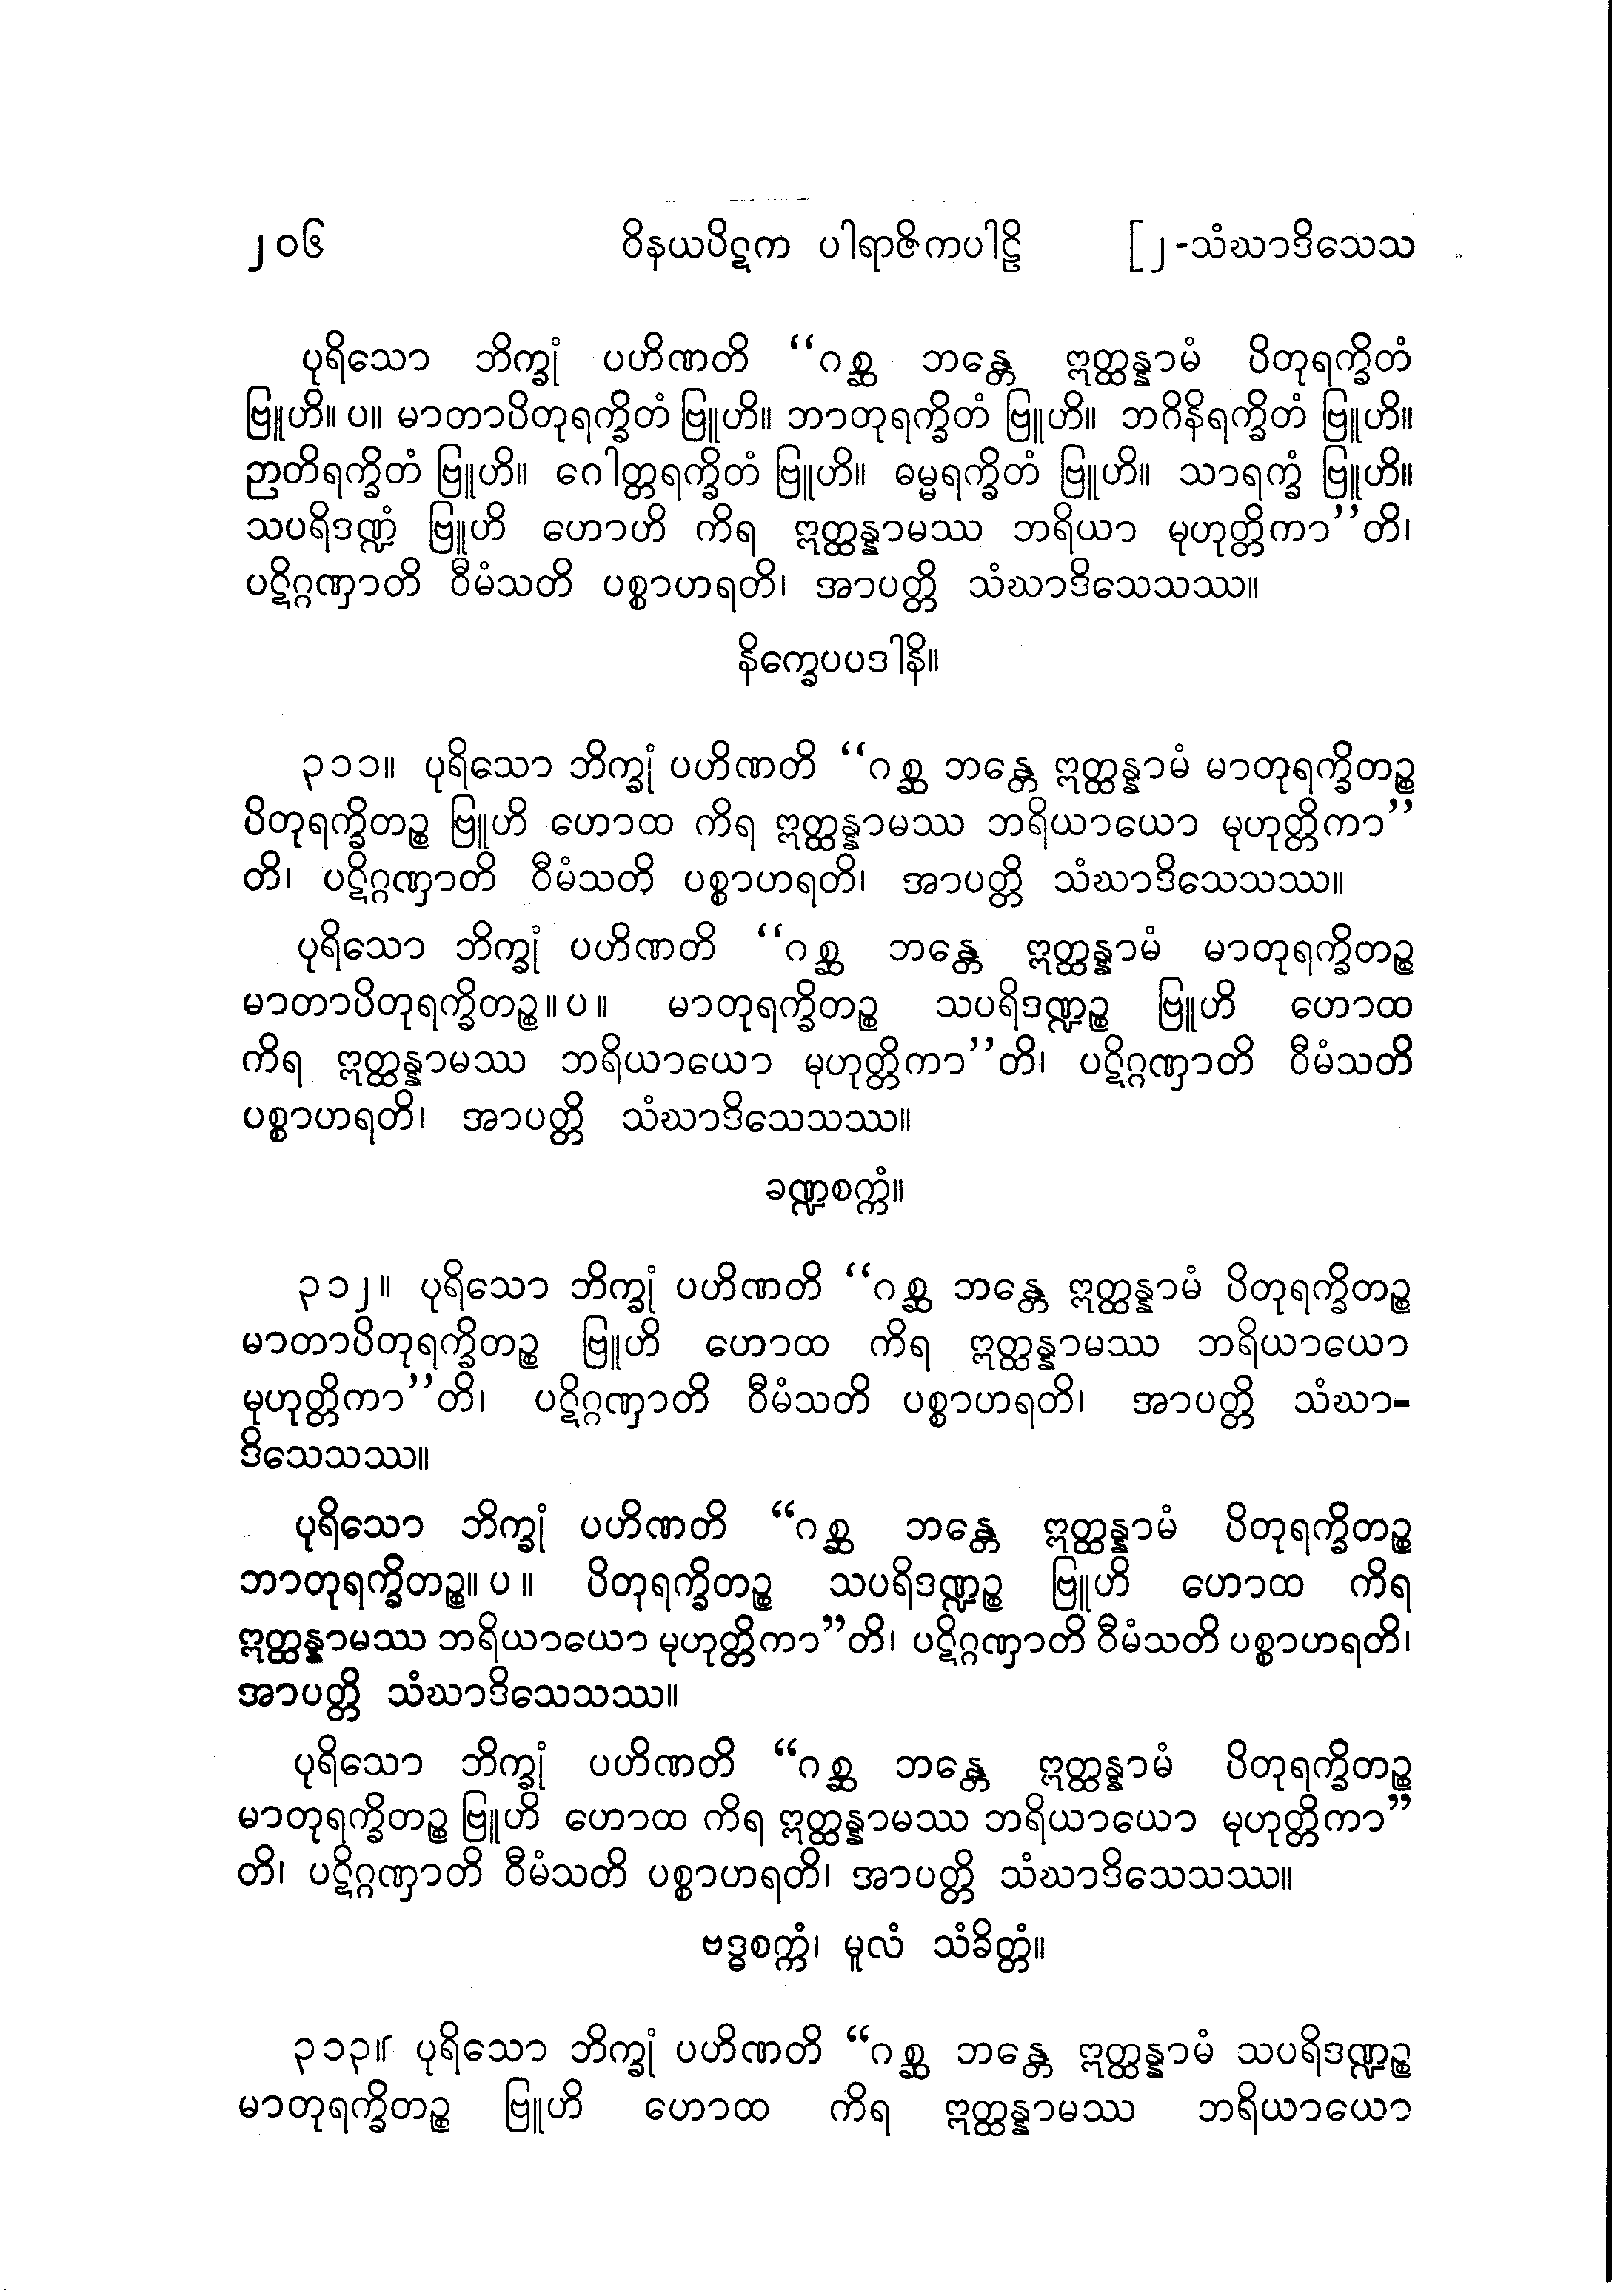 ၂၀၆ ဝိနယပိဋက ပါရာဇိကပါဠိ [၂-သံဃာဒိသေသ
ပုရိသော ဘိက္ခုံ ပဟိဏတိ “ဂစ္ဆ ဘန္တေ ဣတ္ထန္နာမံ ပိတုရက္ခိတံ
ဗြူဟိ။ ပ။ မာတာပိတုရက္ခိတံ ဗြူဟိ။ ဘာတုရက္ခိတံ ဗြူဟိ။ ဘဂိနိရက္ခိတံ ဗြူဟိ။
ဉာတိရက္ခိတံ ဗြူဟိ။ ဂေါတ္တရက္ခိတံ ဗြူဟိ။ ဓမ္မရက္ခိတံ ဗြူဟိ။ သာရက္ခံ ဗြူဟိ။
သပရိဒဏ္ဍံ ဗြူဟိ ဟောဟိ ကိရ ဣတ္ထန္နာမဿ ဘရိယာ မုဟုတ္တိကာ”တိ၊
ပဋိဂ္ဂဏှာတိ ဝီမံသတိ ပစ္စာဟရတိ၊ အာပတ္တိ သံဃာဒိသေသဿ။
နိက္ခေပပဒါနိ။
၃၁၁။ ပုရိသော ဘိက္ခုံ ပဟိဏတိ “ဂစ္ဆ ဘန္တေ ဣတ္ထန္နာမံ မာတုရက္ခိတဉ္စ
ပိတုရက္ခိတဉ္စ ဗြူဟိ ဟောထ ကိရ ဣတ္ထန္နာမဿ ဘရိယာယော မုဟုတ္တိကာ”
တိ၊ ပဋိဂ္ဂဏှာတိ ဝီမံသတိ ပစ္စာဟရတိ၊ အာပတ္တိ သံဃာဒိသေသဿ။
ပုရိသော ဘိက္ခုံ ပဟိဏတိ “ဂစ္ဆ ဘန္တေ ဣတ္ထန္နာမံ မာတုရက္ခိတဉ္စ
မာတာပိတုရက္ခိတဉ္စ။ ပ။ မာတုရက္ခိတဉ္စ သပရိဒဏ္ဍဉ္စ ဗြူဟိ ဟောထ
ကိရ ဣတ္ထန္နာမဿ ဘရိယာယော မုဟုတ္တိကာ”တိ၊ ပဋိဂ္ဂဏှာတိ ဝီမံသတိ
ပစ္စာဟရတိ၊ အာပတ္တိ သံဃာဒိသေသဿ။
ခဏ္ဍစက္ကံ။
၃၁၂။ ပုရိသော ဘိက္ခုံ ပဟိဏတိ “ဂစ္ဆ ဘန္တေ ဣတ္ထန္နာမံ ပိတုရက္ခိတဉ္စ
မာတာပိတုရက္ခိတဉ္စ ဗြူဟိ ဟောထ ကိရ ဣတ္ထန္နာမဿ ဘရိယာယော
မုဟုတ္တိကာ”တိ၊ ပဋိဂ္ဂဏှာတိ ဝီမံသတိ ပစ္စာဟရတိ၊ အာပတ္တိ သံဃာ-
ဒိသေသဿ။
ပုရိသော ဘိက္ခုံ ပဟိဏတိ “ဂစ္ဆ ဘန္တေ ဣတ္ထန္နာမံ ပိတုရက္ခိတဉ္စ
ဘာတုရက္ခိတဉ္စ။ ပ။ ပိတုရက္ခိတဉ္စ သပရိဒဏ္ဍဉ္စ ဗြူဟိ ဟောထ ကိရ
ဣတ္ထန္နာမဿ ဘရိယာယော မုဟုတ္တိကာ”တိ၊ ပဋိဂ္ဂဏှာတိ ဝီမံသတိ ပစ္စာဟရတိ၊
အာပတ္တိ သံဃာဒိသေသဿ။
ပုရိသော ဘိက္ခုံ ပဟိဏတိ “ဂစ္ဆ ဘန္တေ ဣတ္ထန္နာမံ ပိတုရက္ခိတဉ္စ
မာတုရက္ခိတဉ္စ ဗြူဟိ ဟောထ ကိရ ဣတ္ထန္နာမဿ ဘရိယာယော မုဟုတ္တိကာ”
တိ၊ ပဋိဂ္ဂဏှာတိ ဝီမံသတိ ပစ္စာဟရတိ၊ အာပတ္တိ သံဃာဒိသေသဿ။
ဗဒ္ဓစက္ကံ၊ မူလံ သံခိတ္တံ။
၃၁၃။ ပုရိသော ဘိက္ခုံ ပဟိဏတိ “ဂစ္ဆ ဘန္တေ ဣတ္ထန္နာမံ သပရိဒဏ္ဍဉ္စ
မာတုရက္ခိတဉ္စ ဗြူဟိ ဟောထ ကိရ ဣတ္ထန္နာမဿ ဘရိယာယော